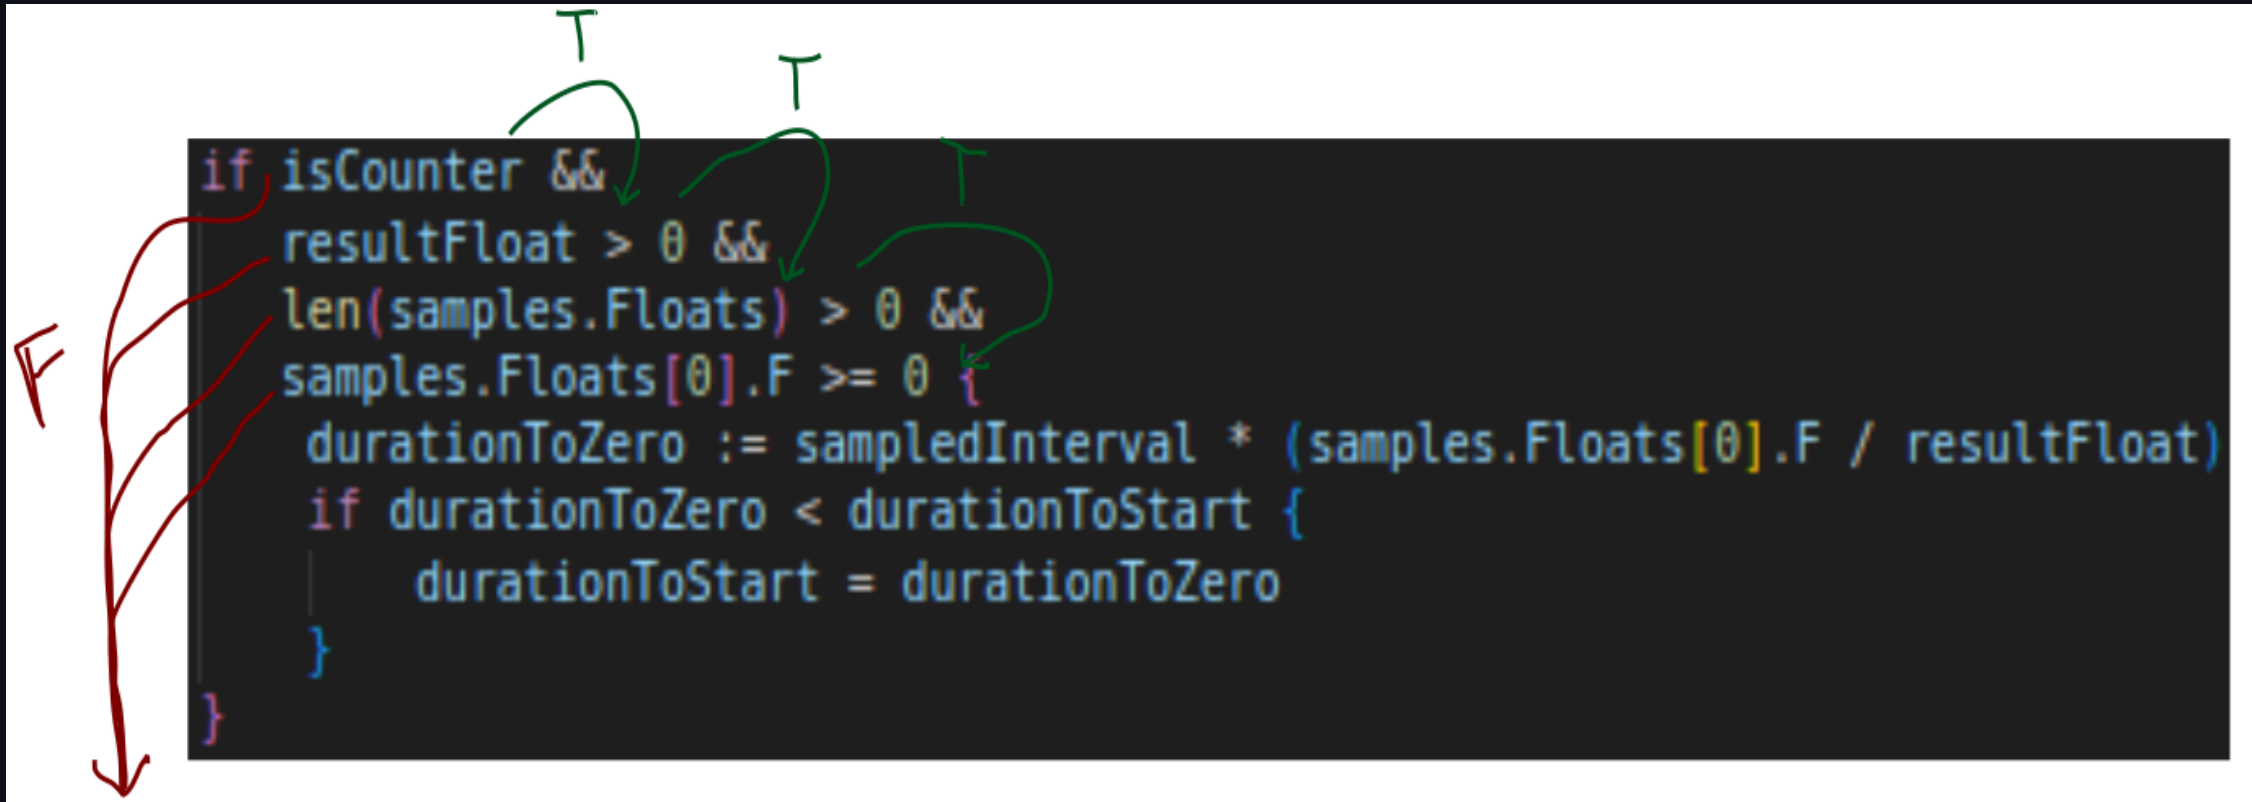 T
T
T
if isCounter &&
resultFloat > 0 &&
len(samples.Floats) > 0 &&
F
samples.Floats[0].F >= 0 {
durationToZero := sampledInterval * (samples.Floats[0].F / resultFloat)
if durationToZero < durationToStart {
durationToStart = durationToZero
}
}